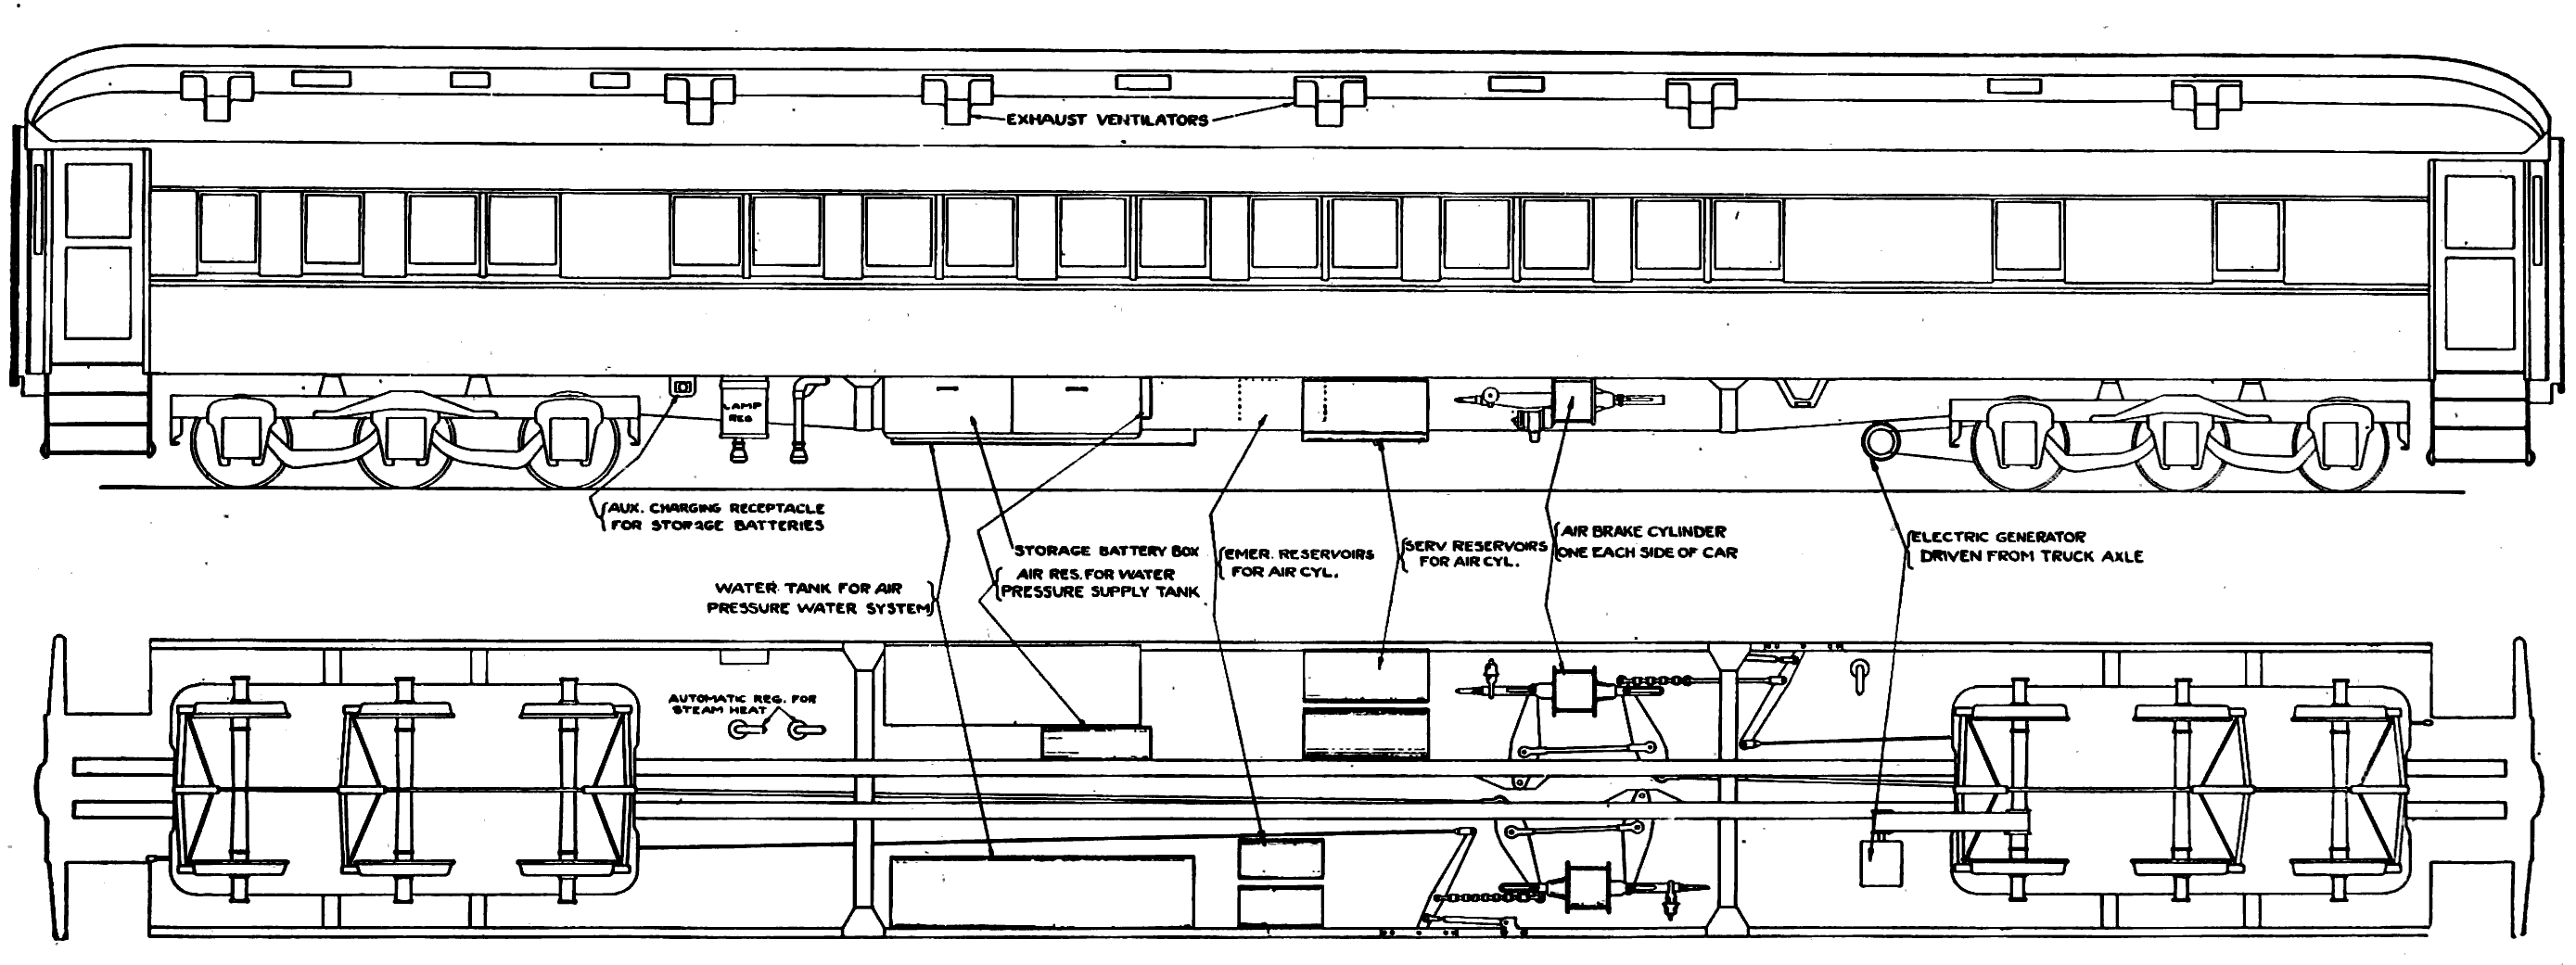 EXHAUST VENTILATORS
LAMP
REG
AUX. CHARGING RECEPTACLE
FOR STORAGE BATTERIES
STORAGE BATTERY BOX
AIR RES. FOR WATER
PRESSURE SUPPLY TANK
WATER TANK FOR AIR
PRESSURE WATER SYSTEM
EMER. RESERVOIRS
FOR AIR CYL.
SERV RESERVOIRS
FOR AIR CYL.
AIR BRAKE CYLINDER
ONE EACH SIDE OF CAR
ELECTRIC GENERATOR
DRIVEN FROM TRUCK AXLE
AUTOMATIC REG. FOR
STEAM HEAT